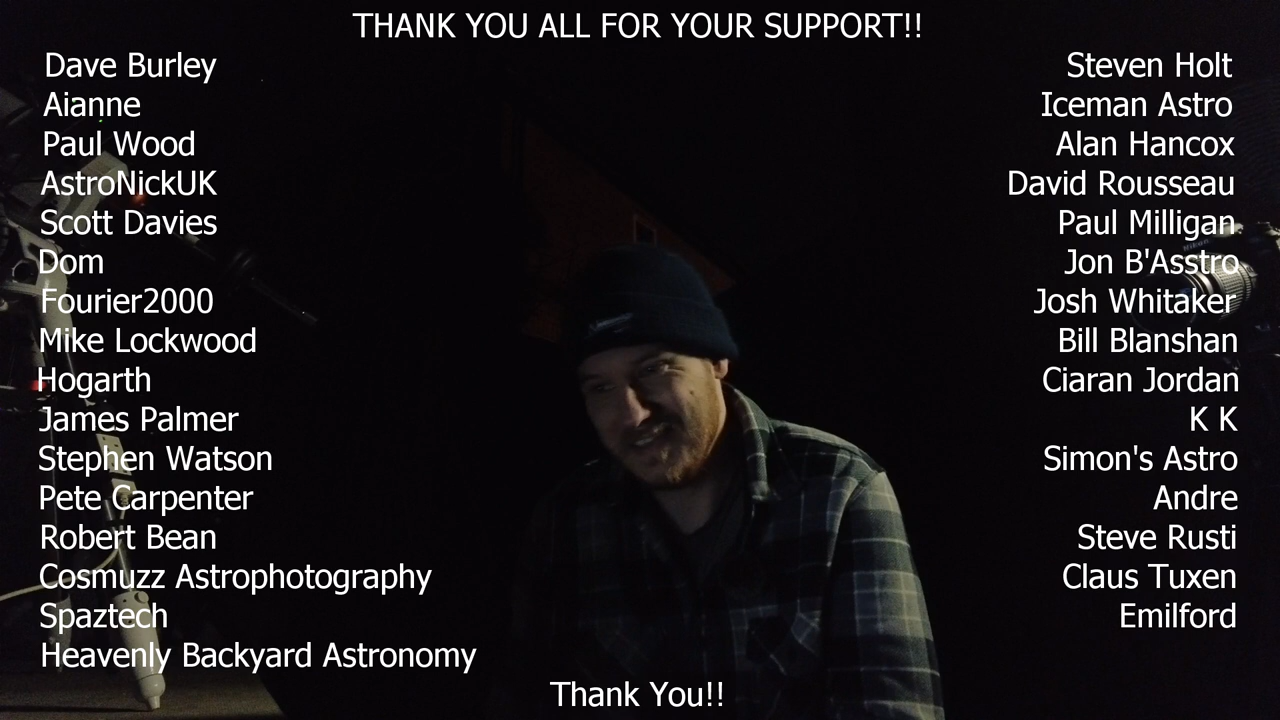 THANK YOU ALL FOR YOUR SUPPORT!!
Dave Burley
Aianne
Paul Wood
AstroNickUK
Scott Davies
Dom
Fourier2000
Mike Lockwood
Hogarth
James Palmer
Stephen Watson
Pete Carpenter
Robert Bean
Cosmuzz Astrophotography
Spaztech
Heavenly Backyard Astronomy
Steven Holt
Iceman Astro
Alan Hancox
David Rousseau
Paul Milligan
Jon B'Asstro
Josh Whitaker
Bill Blanshan
Ciaran Jordan
K K
Simon's Astro
Andre
Steve Rusti
Claus Tuxen
Emilford
Nikon
Thank You!!